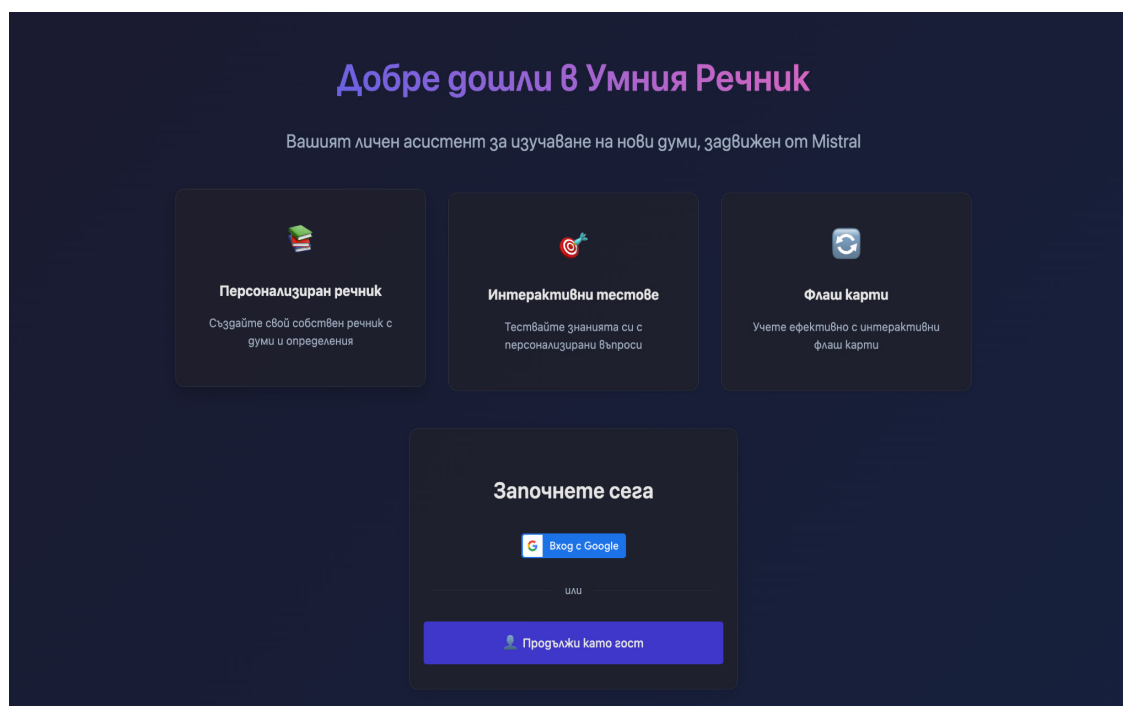 Добре дошли в Умния Речник
Вашият личен асистент за изучаване на нови думи, задвижен от Mistral
Персонализиран речник
Създайте свой собствен речник с
думи и определения
Интерактивни тестове
Тествайте знанията си с
персонализирани въпроси
Флаш карти
Учете ефективно с интерактивни
флаш карти
Започнете сега
Вход с Google
или
Продължи като гост